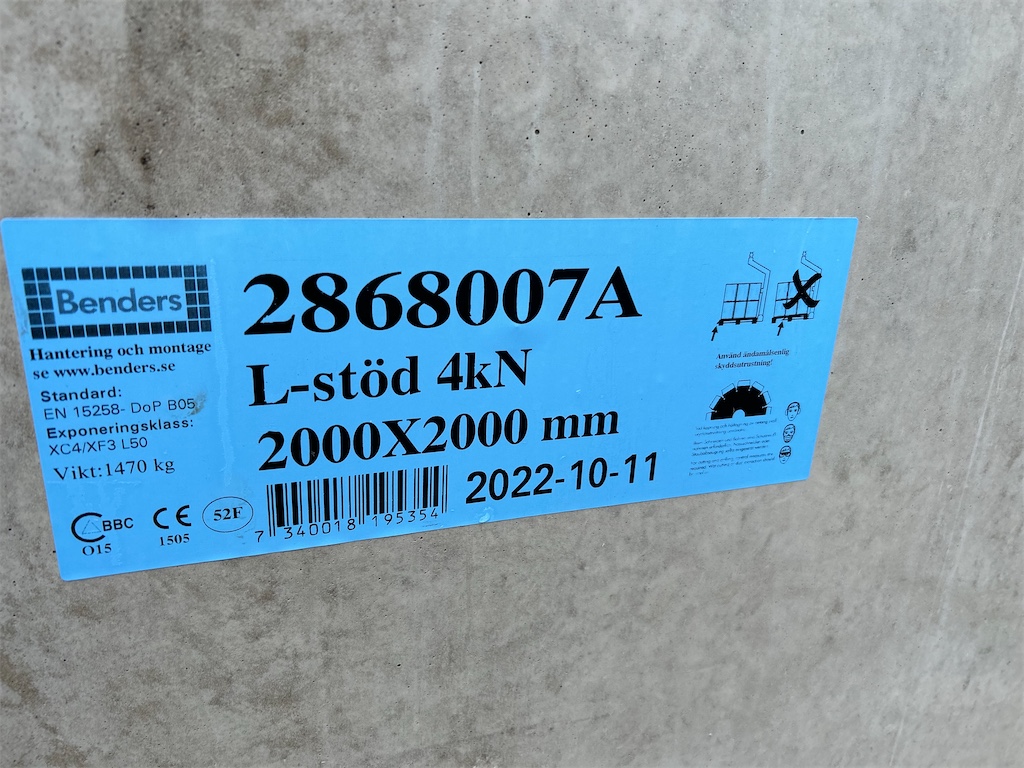 Benders
Hantering och montage
se www.benders.se
Standard:
EN 15258- DoP B05
Exponeringsklass:
XC4/XF3 L50
Vikt:1470 kg
BBC
O15
CE
1505
52F
2868007A
L-stöd 4kN
2000X2000 mm
7 340018 195354
2022-10-11
Använd ändamålsenlig
skyddsutrustning!